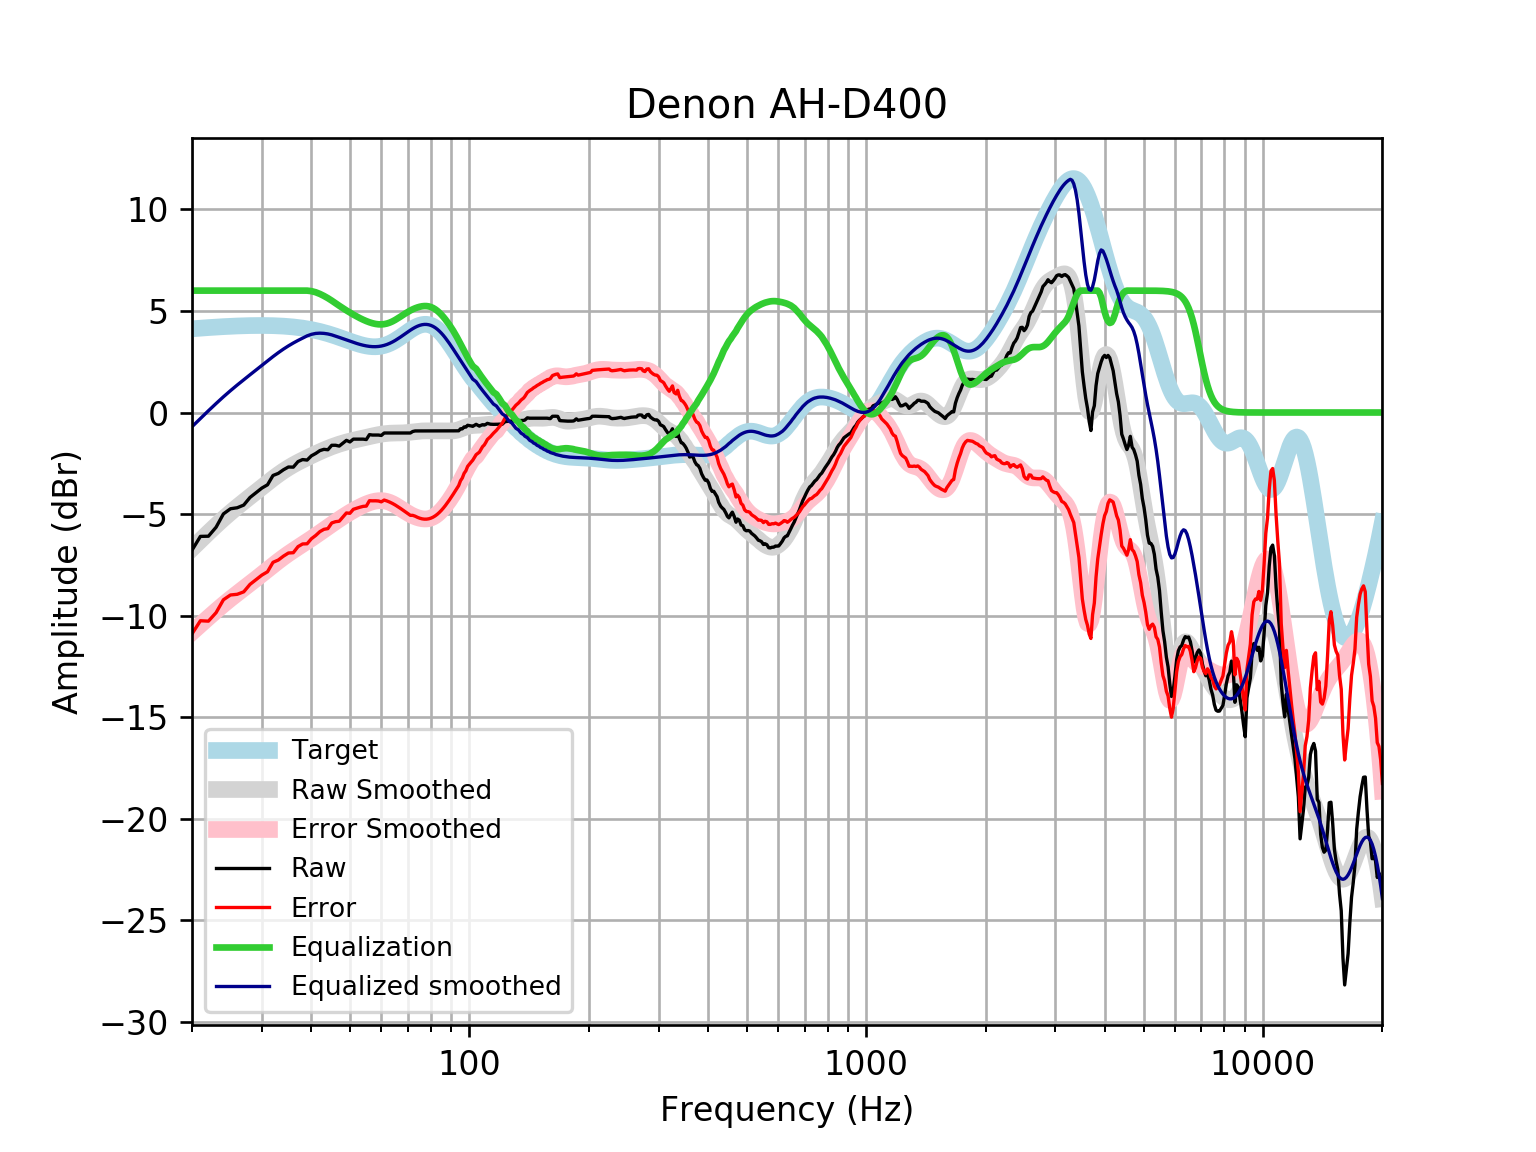 Denon AH-D400
Amplitude (dBr)
10
5
0
−5
−10
−15
−20
−25
−30
Target
Raw Smoothed
Error Smoothed
Raw
Error
Equalization
Equalized smoothed
100 1000 10000
Frequency (Hz)